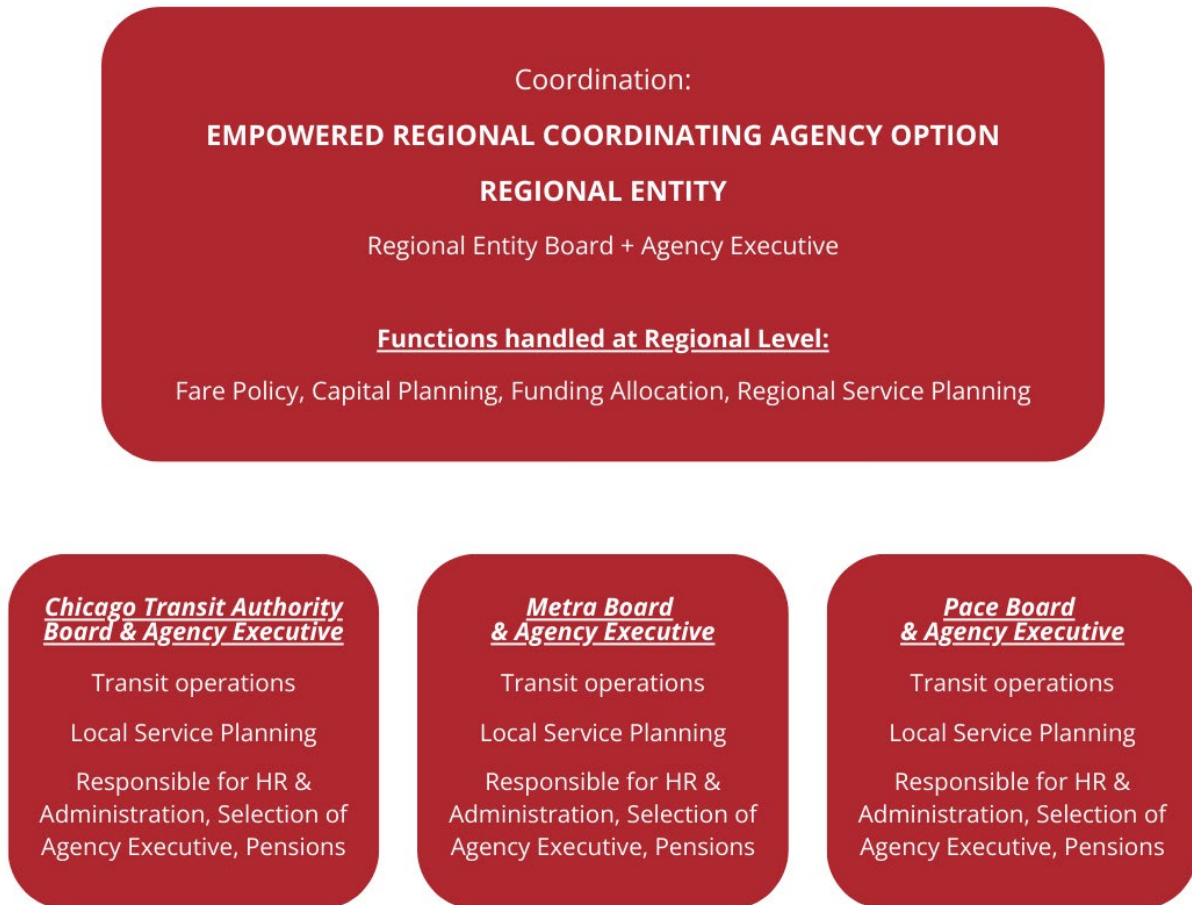 Coordination:
EMPOWERED REGIONAL COORDINATING AGENCY OPTION
REGIONAL ENTITY
Regional Entity Board + Agency Executive
Functions handled at Regional Level:
Fare Policy, Capital Planning, Funding Allocation, Regional Service Planning
Chicago Transit Authority
Board & Agency Executive
Transit operations
Local Service Planning
Responsible for HR &
Administration, Selection of
Agency Executive, Pensions
Metra Board
& Agency Executive
Transit operations
Local Service Planning
Responsible for HR &
Administration, Selection of
Agency Executive, Pensions
Pace Board
& Agency Executive
Transit operations
Local Service Planning
Responsible for HR &
Administration, Selection of
Agency Executive, Pensions